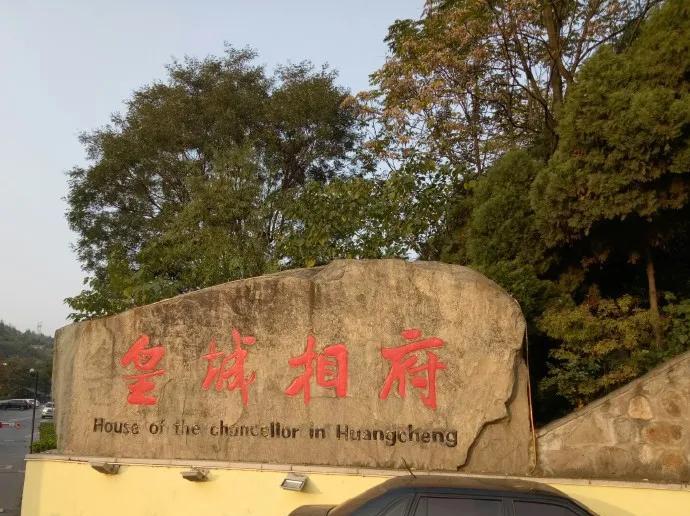 皇城相府
House of the chancellor in Huangcheng